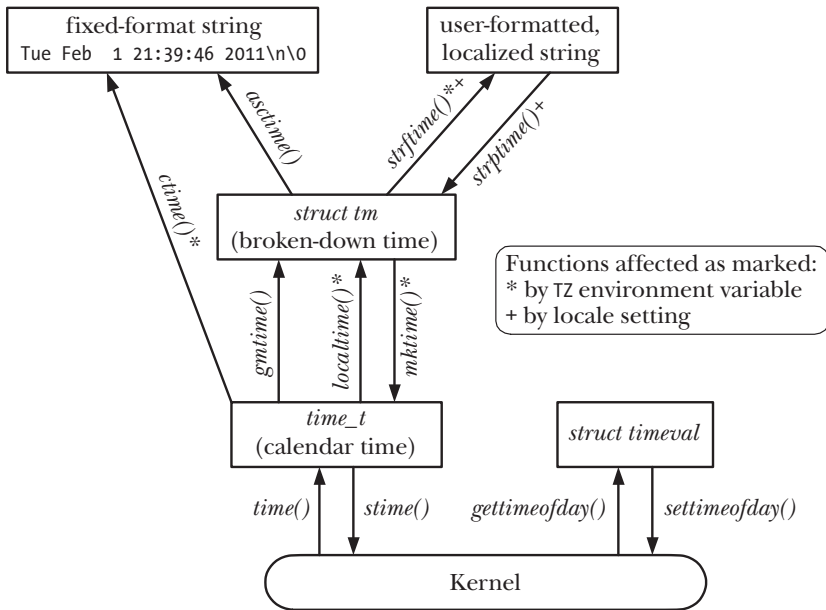 fixed-format string
Tue Feb  1 21:39:46 2011\n\0
user-formatted,
localized string
ctime()*
asctime()
strftime()*+
strptime()+
struct tm
(broken-down time)
Functions affected as marked:
* by TZ environment variable
+ by locale setting
gmtime()
localtime()*
mktime()*
time_t
(calendar time)
struct timeval
time()
stime()
gettimeofday()
settimeofday()
Kernel